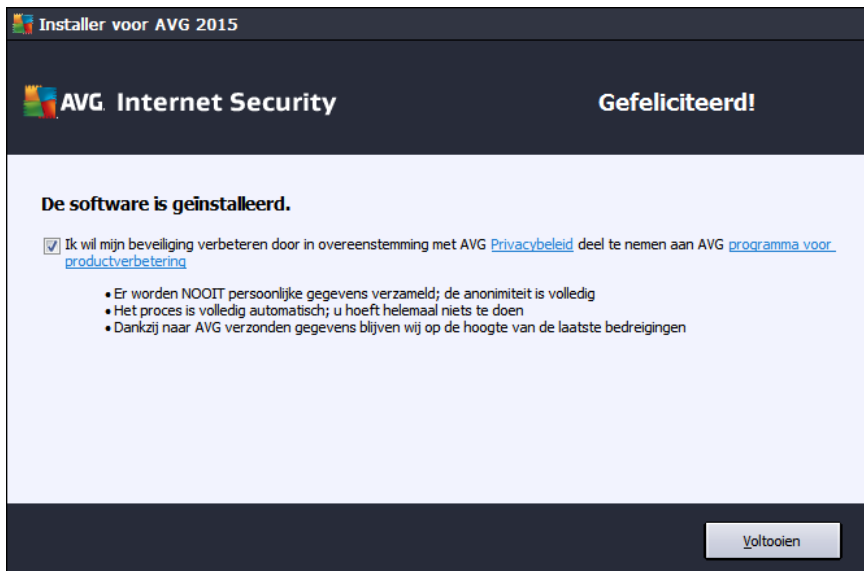 Installer voor AVG 2015
AVG. Internet Security
Gefeliciteerd!
De software is geïnstalleerd.
Ik wil mijn beveiliging verbeteren door in overeenstemming met AVG Privacybeleid deel te nemen aan AVG programma voor
productverbetering
• Er worden NOOIT persoonlijke gegevens verzameld; de anonimiteit is volledig
• Het proces is volledig automatisch; u hoeft helemaal niets te doen
• Dankzij naar AVG verzonden gegevens blijven wij op de hoogte van de laatste bedreigingen
Voltooien